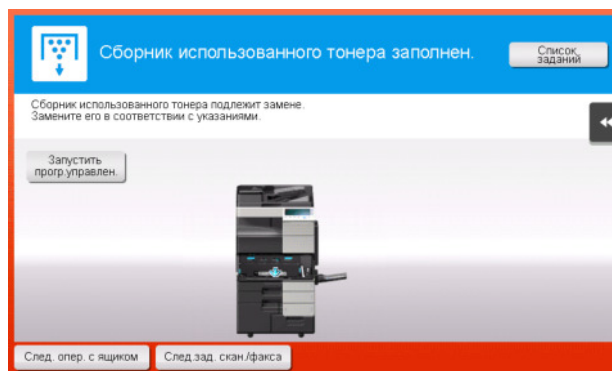 Сборник использованного тонера заполнен.
Список
заданий
Сборник использованного тонера подлежит замене.
Замените его в соответствии с указаниями.
Запустить
прогр.управлен.
След. опер. с ящиком
След.зад. скан./факса